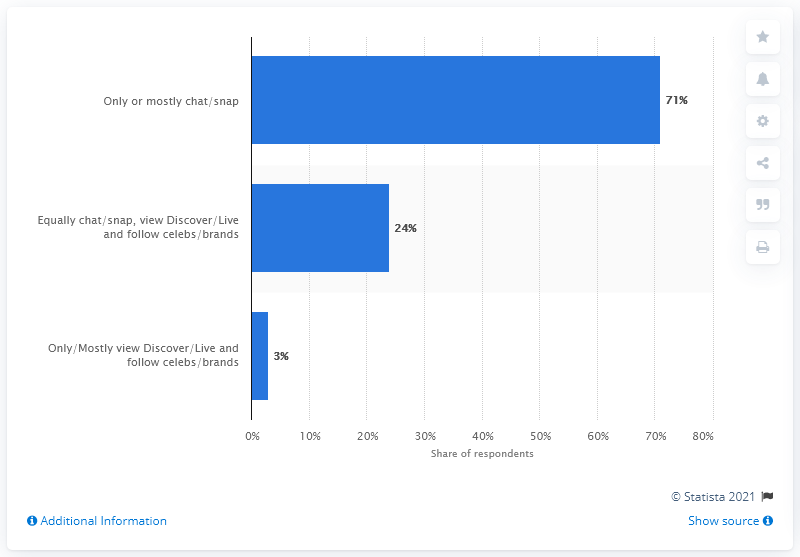 Only or mostly chat/snap
71%
Equally chat/snap, view Discover/Live
and follow celebs/brands
24%
Only/Mostly view Discover/Live and
follow celebs/brands
3%
0% 10% 20% 30% 40% 50% 60% 70% 80%
Share of respondents
© Statista 2021
Additional Information
Show source